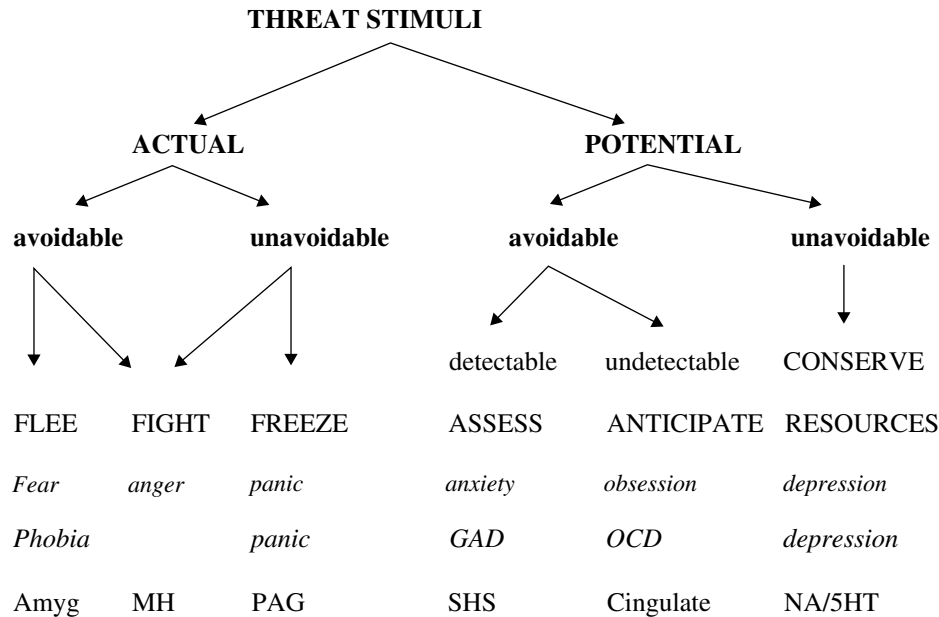 THREAT STIMULI
ACTUAL POTENTIAL
avoidable unavoidable avoidable unavoidable
detectable undetectable CONSERVE
FLEE FIGHT FREEZE ASSESS ANTICIPATE RESOURCES
Fear anger panic anxiety obsession depression
Phobia panic GAD OCD depression
Amyg MH PAG SHS Cingulate NA/5HT